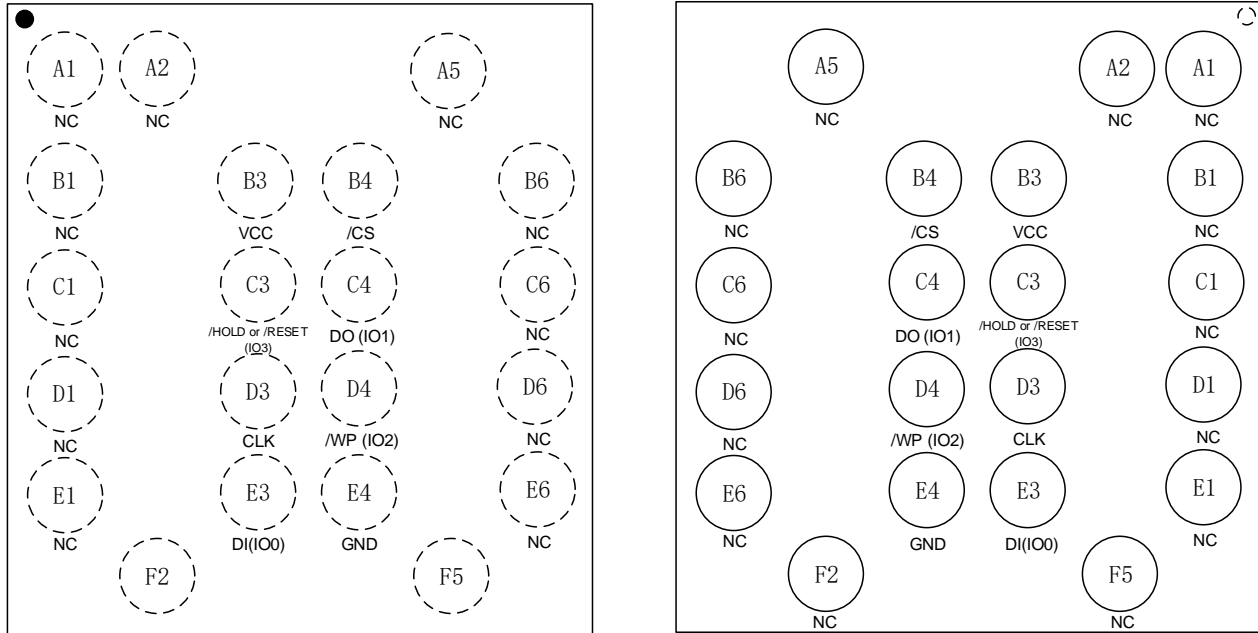 A1 A2 A5
NC NC NC
B1 B3 B4 B6
NC VCC /CS NC
C1 C3 C4 C6
NC /HOLD or /RESET DO (IO1) NC
(IO3)
D1 D3 D4 D6
NC CLK /WP (IO2) NC
E1 E3 E4 E6
NC DI(IO0) GND NC
F2 F5
A5 A2 A1
NC NC NC
B6 B4 B3 B1
NC /CS VCC NC
C6 C4 C3 C1
NC DO (IO1) /HOLD or /RESET NC
(IO3)
D6 D4 D3 D1
NC /WP (IO2) CLK NC
E6 E4 E3 E1
NC GND DI(IO0) NC
F2 F5
NC NC